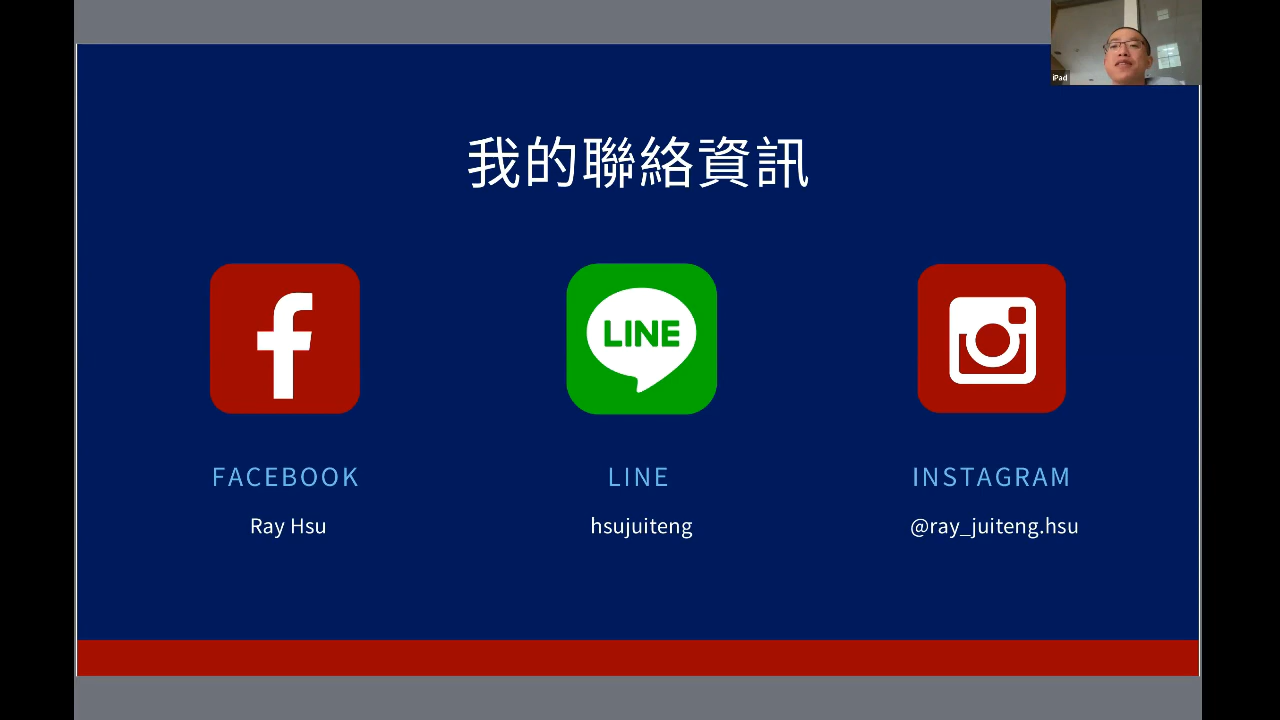 iPad
我的聯絡資訊
f
LINE
FACEBOOK
LINE
INSTAGRAM
Ray Hsu
hsujuiteng
@ray_juiteng.hsu